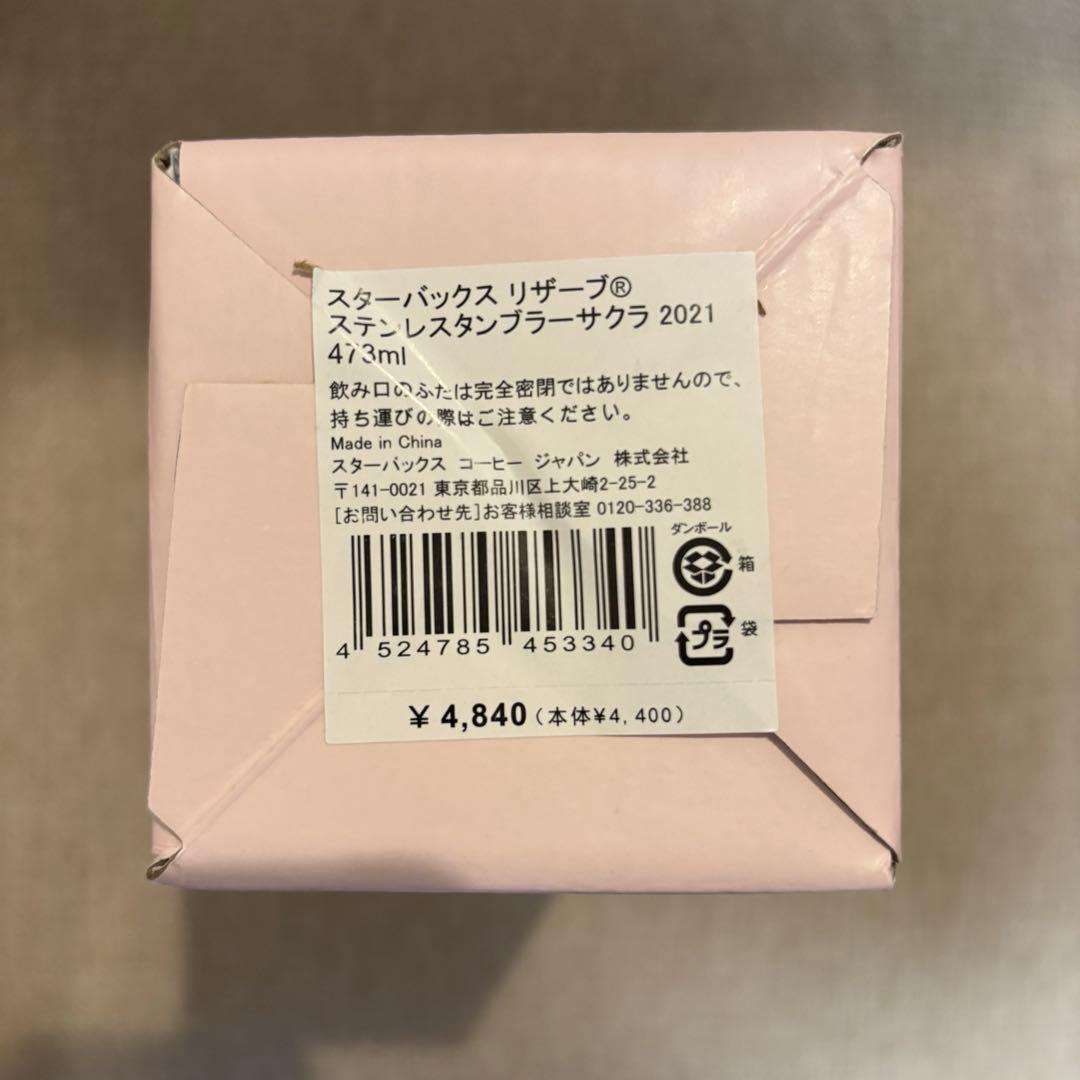 スターバックス リザーブ®
ステンレスタンブラーサクラ 2021
473ml
飲み口のふたは完全密閉ではありませんので、
持ち運びの際はご注意ください。
Made in China
スターバックス コーヒー ジャパン 株式会社
〒141-0021 東京都品川区上大崎2-25-2
[お問い合わせ先]お客様相談室 0120-336-388
ダンボール
箱
プラ
袋
4 524785 453340
¥ 4,840(本体¥4,400)